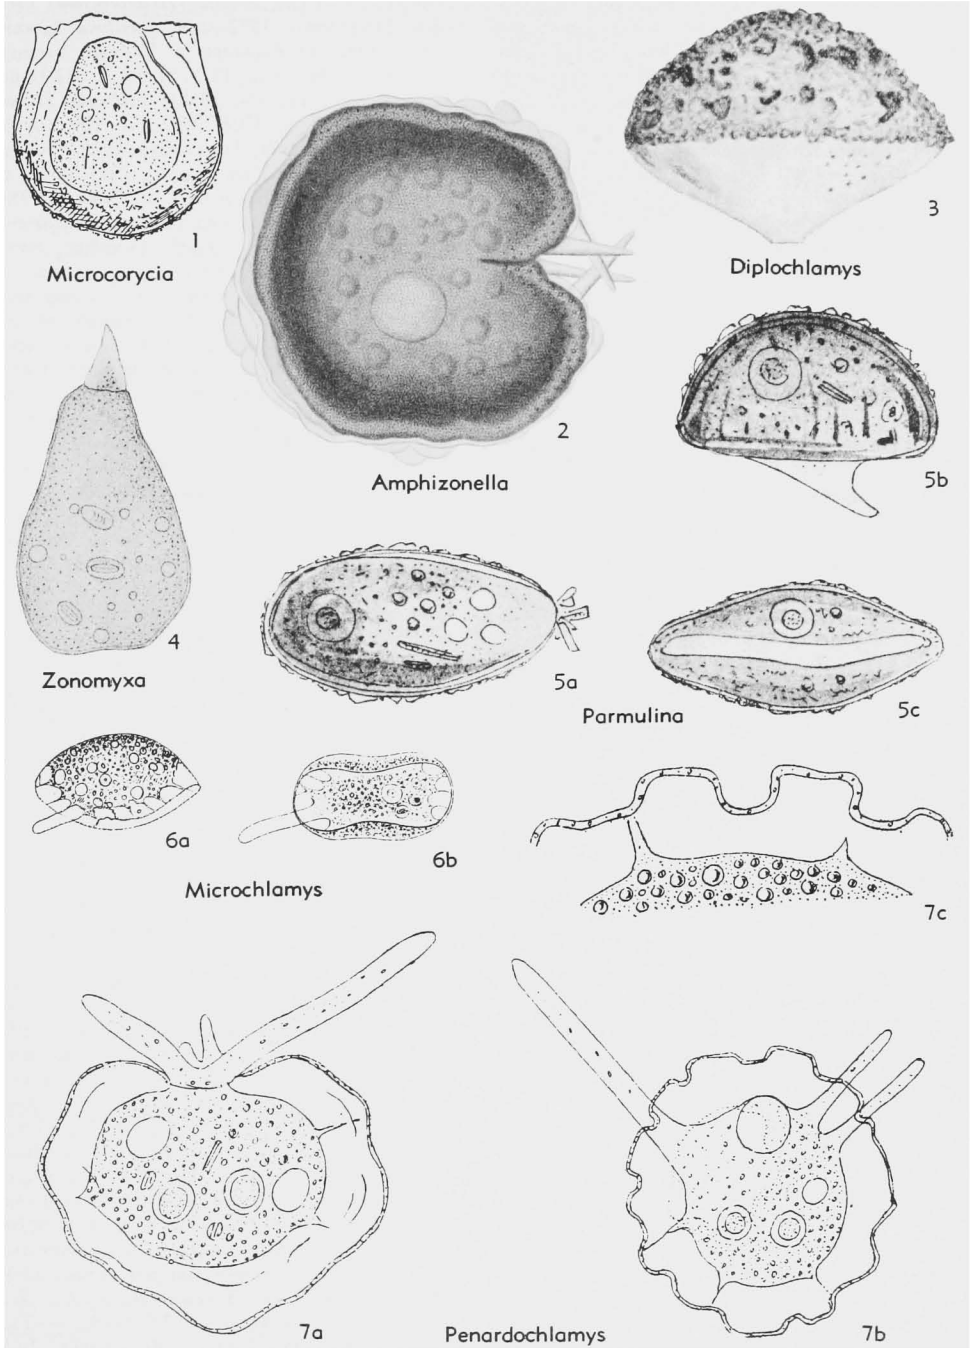 1
Microcorycia
2
Amphizonella
3
Diplochlamys
4
Zonomyxa
5b
5a
5c
Parmulina
6a
6b
Microchlamys
7c
7a
Penardochlamys
7b